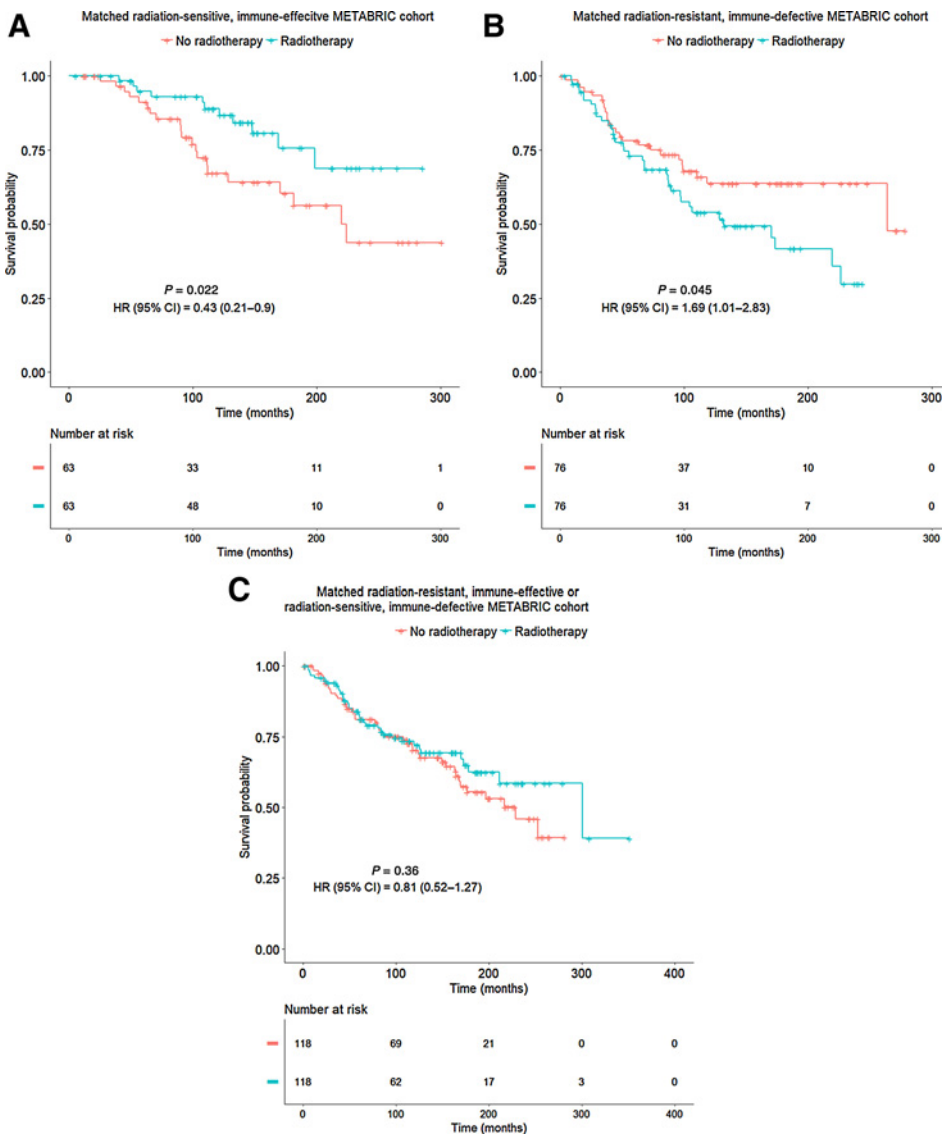 A
Matched radiation-sensitive, immune-effecitve METABRIC cohort
No radiotherapy Radiotherapy
1.00
0.75
0.50
0.25
0.00
Survival probability
P = 0.022
HR (95% CI) = 0.43 (0.21–0.9)
0 100 200 300
Time (months)
Number at risk
63 33 11 1
63 48 10 0
0 100 200 300
Time (months)
B
Matched radiation-resistant, immune-defective METABRIC cohort
No radiotherapy Radiotherapy
1.00
0.75
0.50
0.25
0.00
Survival probability
P = 0.045
HR (95% CI) = 1.69 (1.01–2.83)
0 100 200 300
Time (months)
Number at risk
76 37 10 0
76 31 7 0
0 100 200 300
Time (months)
C
Matched radiation-resistant, immune-effective or
radiation-sensitive, immune-defective METABRIC cohort
No radiotherapy Radiotherapy
1.00
0.75
0.50
0.25
0.00
Survival probability
P = 0.36
HR (95% CI) = 0.81 (0.52–1.27)
0 100 200 300 400
Time (months)
Number at risk
118 69 21 0 0
118 62 17 3 0
0 100 200 300 400
Time (months)